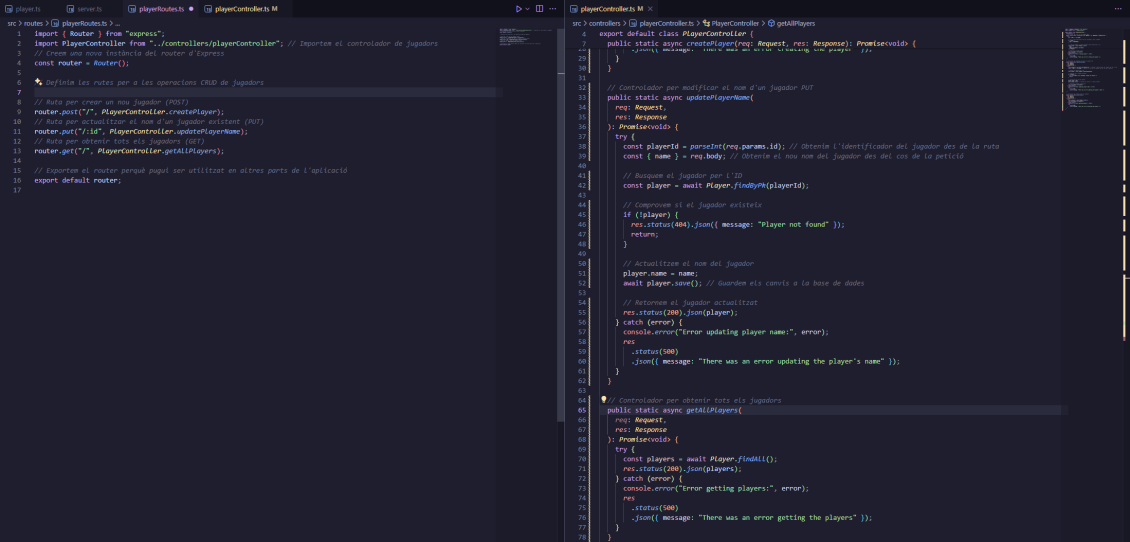 player.ts
server.ts
playerRoutes.ts
playerController.ts M
src > routes > playerRoutes.ts > ...
1 import { Router } from "express";
2 import PlayerController from "../controllers/playerController"; // Importem el controlador de jugadors
3 // Creem una nova instància del router d'Express
4 const router = Router();
5
6 Definim les rutes per a les operacions CRUD de jugadors
7
8 // Ruta per crear un nou jugador (POST)
9 router.post("/", PlayerController.createPlayer);
10 // Ruta per actualitzar el nom d'un jugador existent (PUT)
11 router.put("/:id", PlayerController.updatePlayerName);
12 // Ruta per obtenir tots els jugadors (GET)
13 router.get("/", PlayerController.getAllPlayers);
14
15 // Exportem el router perquè pugui ser utilitzat en altres parts de l'aplicació
16 export default router;
17
playerController.ts M
src > controllers > playerController.ts > PlayerController > getAllPlayers
4 export default class PlayerController {
7 public static async createPlayer(req: Request, res: Response): Promise<void> {
28 .json({ message: "There was an error creating the player" });
29 }
30 }
31
32 // Controlador per modificar el nom d'un jugador PUT
33 public static async updatePlayerName(
34 req: Request,
35 res: Response
36 ): Promise<void> {
37 try {
38 const playerId = parseInt(req.params.id); // Obtenim l'identificador del jugador des de la ruta
39 const { name } = req.body; // Obtenim el nou nom del jugador des del cos de la petició
40
41 // Busquem el jugador per l'ID
42 const player = await Player.findByPk(playerId);
43
44 // Comprovem si el jugador existeix
45 if (!player) {
46 res.status(404).json({ message: "Player not found" });
47 return;
48 }
49
50 // Actualitzem el nom del jugador
51 player.name = name;
52 await player.save(); // Guardem els canvis a la base de dades
53
54 // Retornem el jugador actualitzat
55 res.status(200).json(player);
56 } catch (error) {
57 console.error("Error updating player name:", error);
58 res
59 .status(500)
60 .json({ message: "There was an error updating the player's name" });
61 }
62 }
63
64 // Controlador per obtenir tots els jugadors
65 public static async getAllPlayers(
66 req: Request,
67 res: Response
68 ): Promise<void> {
69 try {
70 const players = await Player.findAll();
71 res.status(200).json(players);
72 } catch (error) {
73 console.error("Error getting players:", error);
74 res
75 .status(500)
76 .json({ message: "There was an error getting the players" });
77 }
78 }